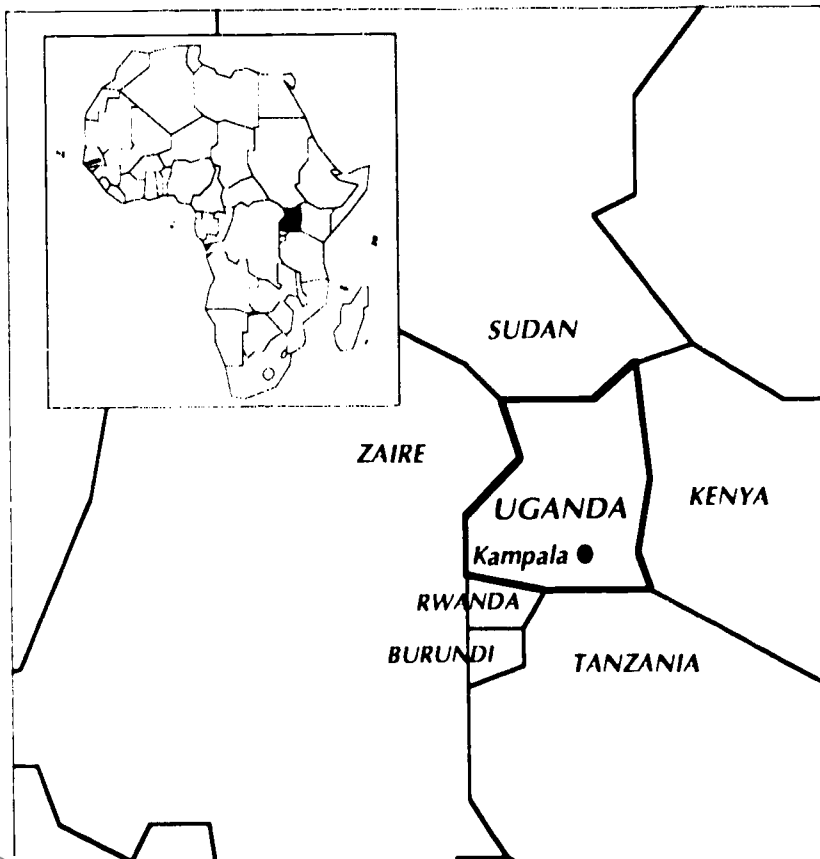 SUDAN
ZAIRE
KENYA
UGANDA
Kampala
RWANDA
BURUNDI
TANZANIA